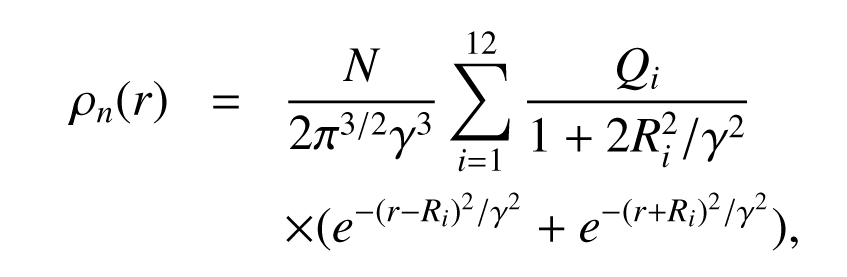 ρ_n(r) = \frac{N}{2π^{3/2}γ^3} \sum_{i=1}^{12} \frac{Q_i}{1 + 2R_i^2/γ^2}
×(e^{-(r-R_i)^2/γ^2} + e^{-(r+R_i)^2/γ^2}),